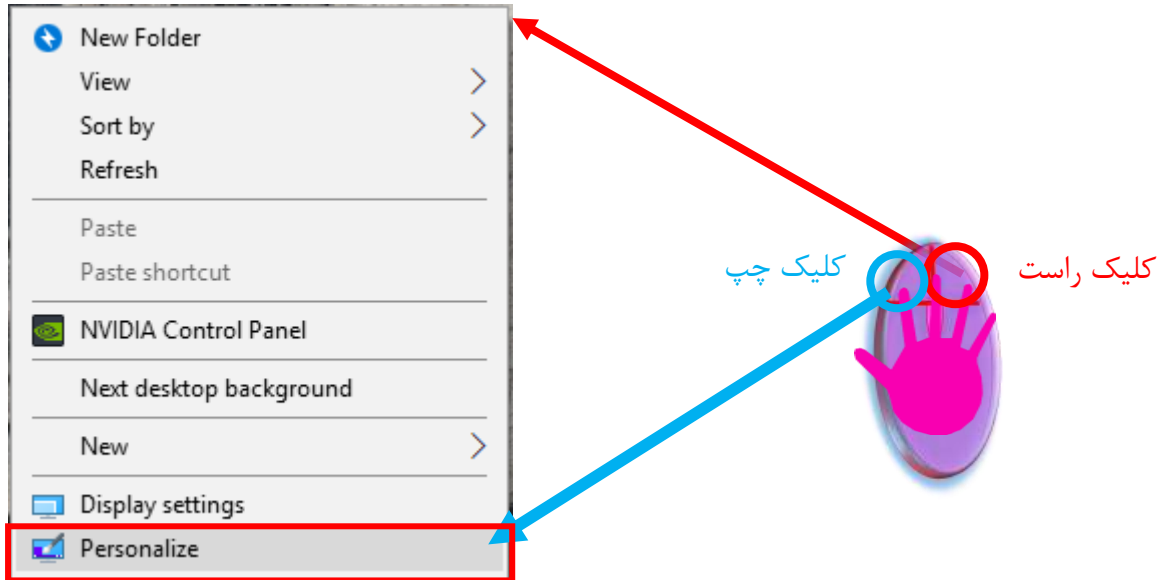 New Folder
View
Sort by
Refresh
Paste
Paste shortcut
NVIDIA Control Panel
Next desktop background
New
Display settings
Personalize
کلیک راست
کلیک چپ